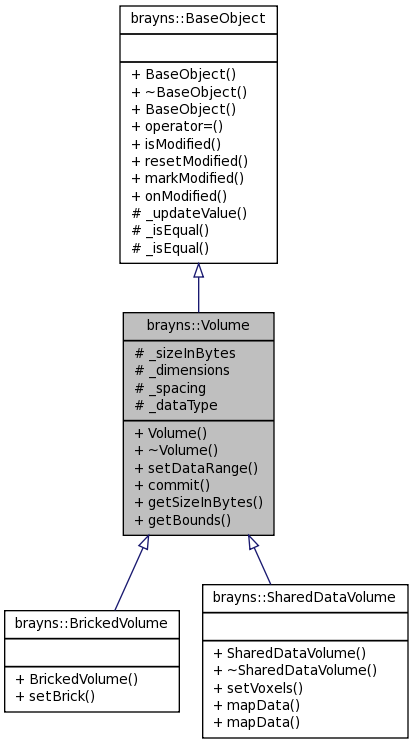 brayns::BaseObject
+ BaseObject()
+ ~BaseObject()
+ BaseObject()
+ operator=()
+ isModified()
+ resetModified()
+ markModified()
+ onModified()
# _updateValue()
# _isEqual()
# _isEqual()
brayns::Volume
# _sizeInBytes
# _dimensions
# _spacing
# _dataType
+ Volume()
+ ~Volume()
+ setDataRange()
+ commit()
+ getSizeInBytes()
+ getBounds()
brayns::BrickedVolume
+ BrickedVolume()
+ setBrick()
brayns::SharedDataVolume
+ SharedDataVolume()
+ ~SharedDataVolume()
+ setVoxels()
+ mapData()
+ mapData()